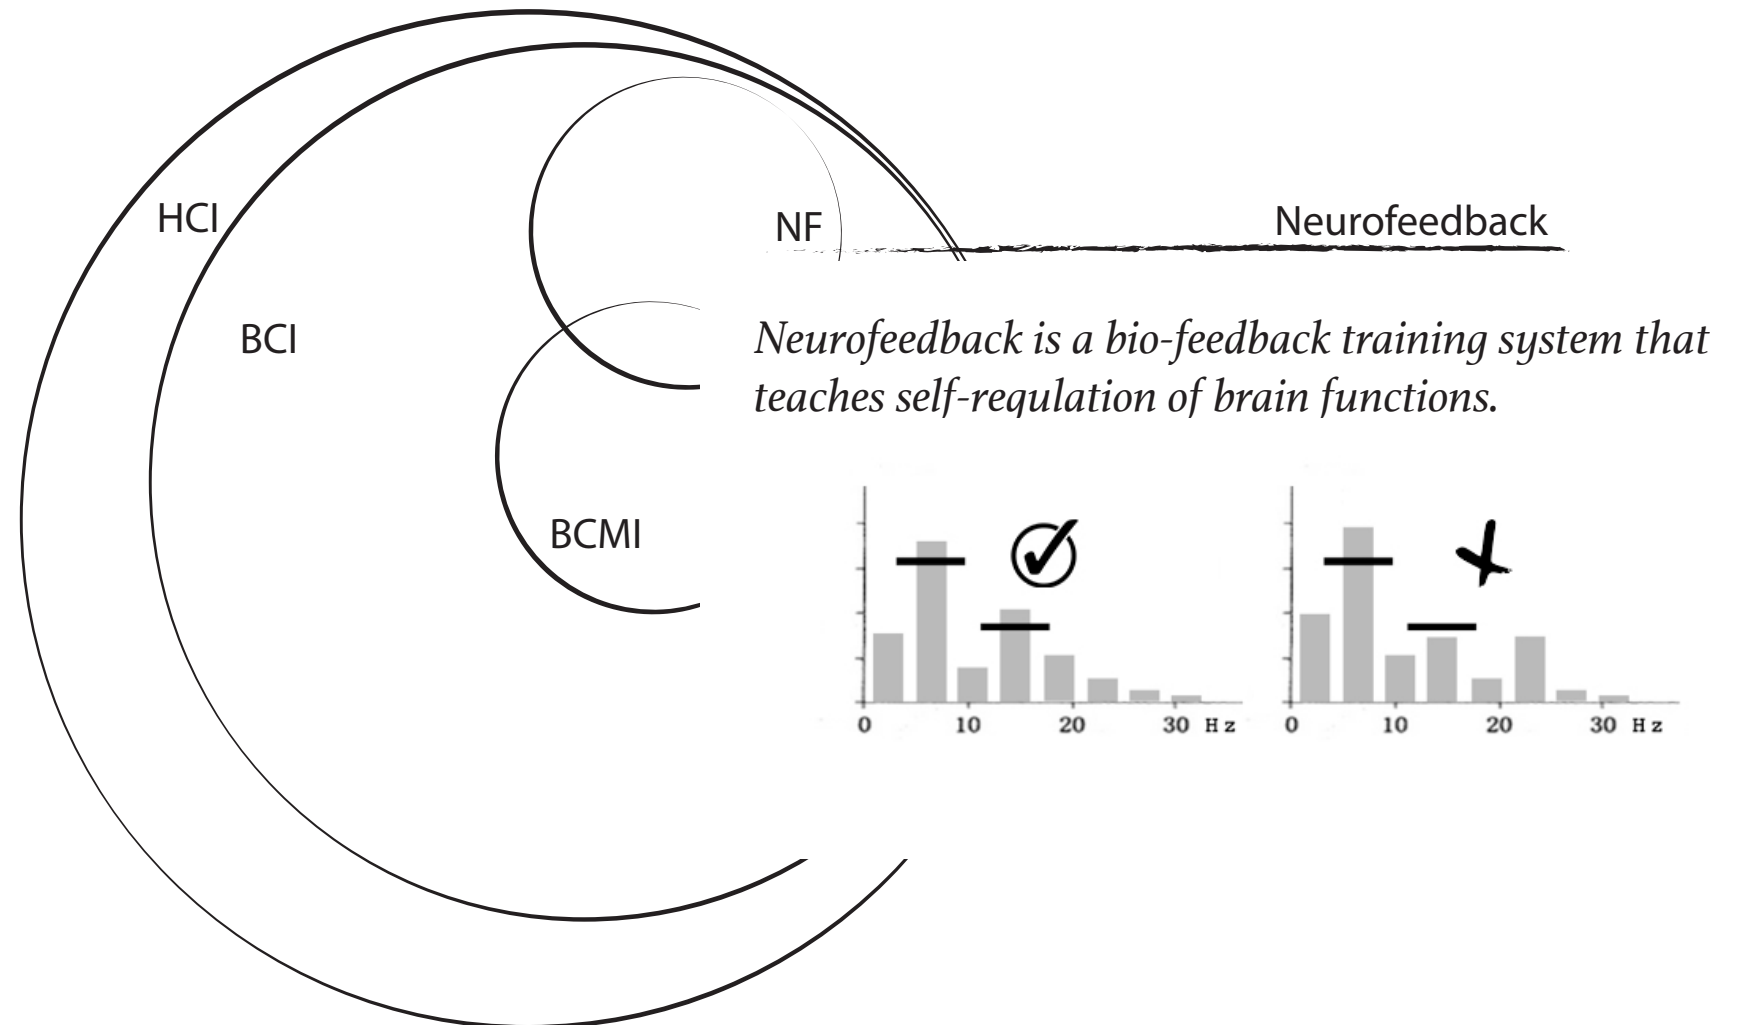 HCI
NF
Neurofeedback
BCI
Neurofeedback is a bio-feedback training system that
teaches self-regulation of brain functions.
BCMI
0 10 20 30 Hz
0 10 20 30 Hz